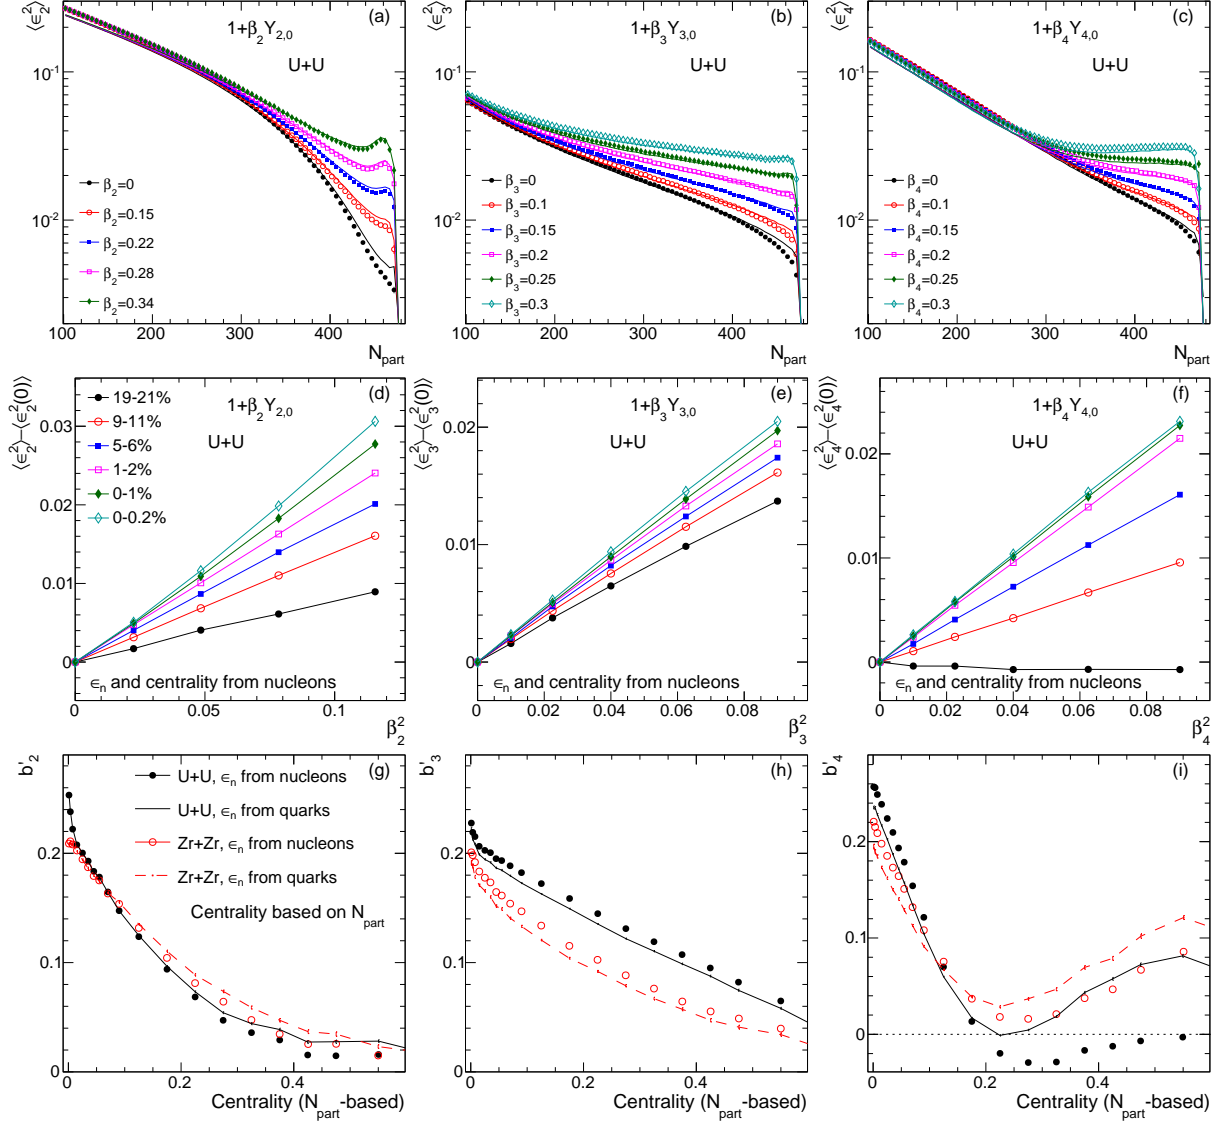 ⟨ϵ₂²⟩
(a)
1+β₂Y₂,₀
U+U
10⁻¹
10⁻²
β₂=0
β₂=0.15
β₂=0.22
β₂=0.28
β₂=0.34
100 200 300 400
N_part
⟨ϵ₃²⟩
(b)
1+β₃Y₃,₀
U+U
10⁻¹
10⁻²
β₃=0
β₃=0.1
β₃=0.15
β₃=0.2
β₃=0.25
β₃=0.3
100 200 300 400
N_part
⟨ϵ₄²⟩
(c)
1+β₄Y₄,₀
U+U
10⁻¹
10⁻²
β₄=0
β₄=0.1
β₄=0.15
β₄=0.2
β₄=0.25
β₄=0.3
100 200 300 400
N_part
⟨ϵ₂²⟩−⟨ϵ₂²(0)⟩
(d)
19-21%
9-11%
5-6%
1-2%
0-1%
0-0.2%
1+β₂Y₂,₀
U+U
0.03
0.02
0.01
0
ϵₙ and centrality from nucleons
0 0.05 0.1
β₂²
⟨ϵ₃²⟩−⟨ϵ₃²(0)⟩
(e)
1+β₃Y₃,₀
U+U
0.02
0.01
0
ϵₙ and centrality from nucleons
0 0.02 0.04 0.06 0.08
β₃²
⟨ϵ₄²⟩−⟨ϵ₄²(0)⟩
(f)
1+β₄Y₄,₀
U+U
0.02
0.01
0
ϵₙ and centrality from nucleons
0 0.02 0.04 0.06 0.08
β₄²
b'₂
(g)
U+U, ϵₙ from nucleons
U+U, ϵₙ from quarks
Zr+Zr, ϵₙ from nucleons
Zr+Zr, ϵₙ from quarks
Centrality based on N_part
0.2
0.1
0
0 0.2 0.4
Centrality (N_part-based)
b'₃
(h)
0.2
0.1
0
0 0.2 0.4
Centrality (N_part-based)
b'₄
(i)
0.3
0.2
0.1
0
−0.1
0 0.2 0.4
Centrality (N_part-based)